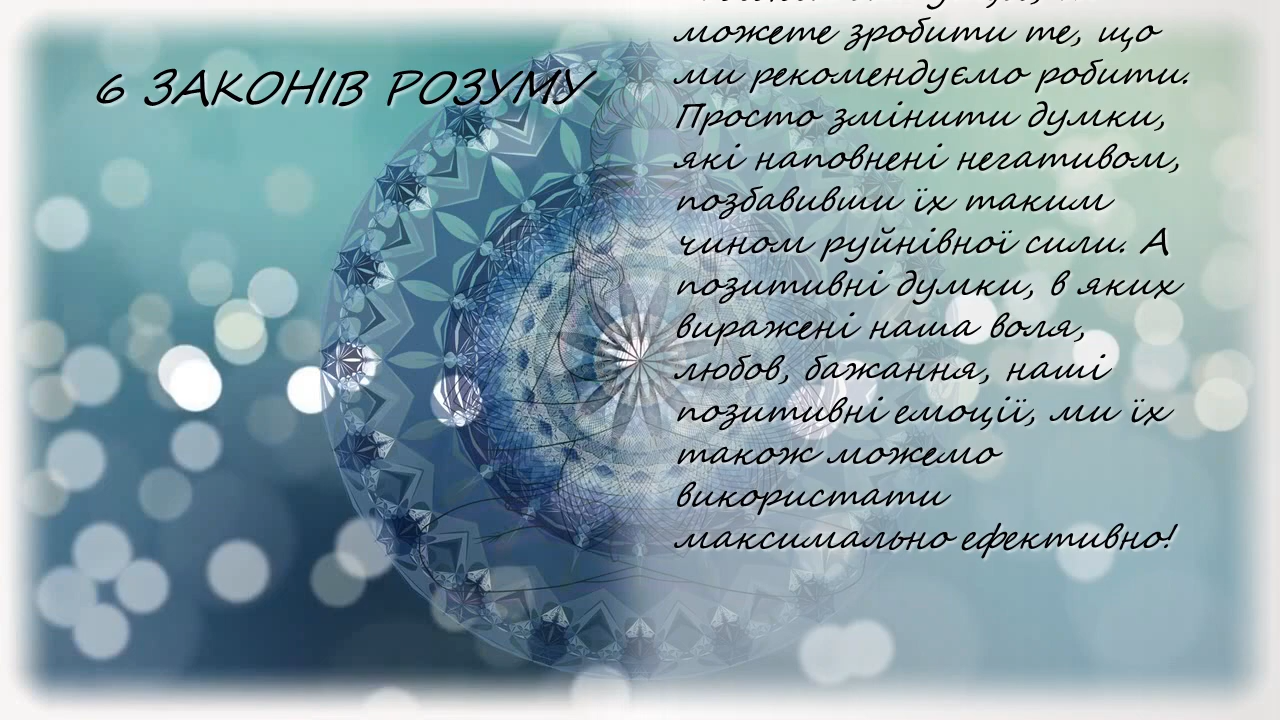 6 ЗАКОНІВ РОЗУМУ
можете зробити те, що
ми рекомендуємо робити.
Просто змінити думки,
які наповнені негативом,
позбавивши їх таким
чином руйнівної сили. А
позитивні думки, в яких
виражені наша воля,
любов, бажання, наші
позитивні емоції, ми їх
також можемо
використати
максимально ефективно!